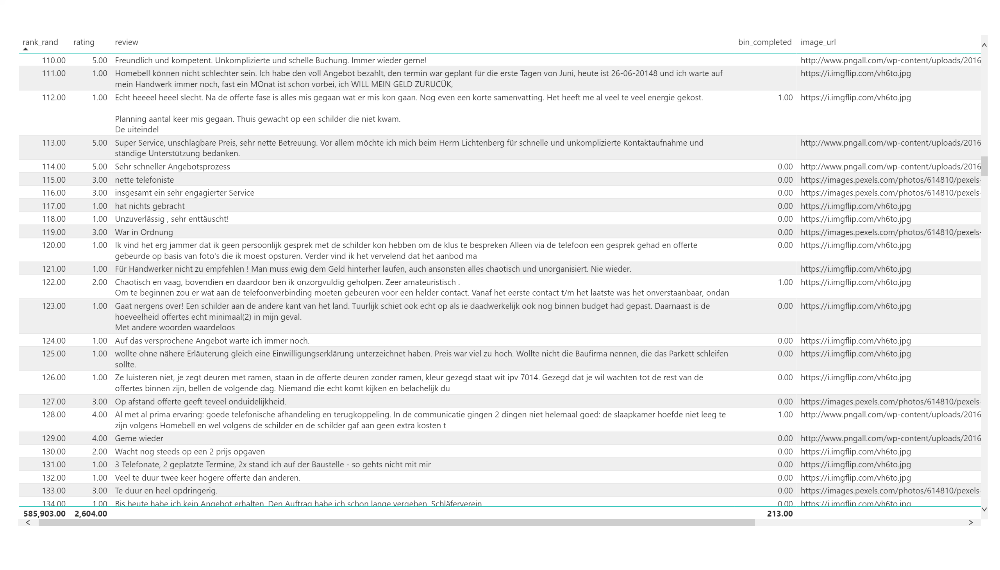 rank_rand rating review bin_completed image_url
110.00 5.00 Freundlich und kompetent. Unkomplizierte und schelle Buchung. Immer wieder gerne! http://www.pngall.com/wp-content/uploads/2016
111.00 1.00 Homebell können nicht schlechter sein. Ich habe den voll Angebot bezahlt, den termin war geplant für die erste Tagen von Juni, heute ist 26-06-20148 und ich warte auf https://i.imgflip.com/vh6to.jpg
mein Handwerk immer noch, fast ein MOnat ist schon vorbei, ich WILL MEIN GELD ZURUCÜK,
112.00 1.00 Echt heeeel heeel slecht. Na de offerte fase is alles mis gegaan wat er mis kon gaan. Nog even een korte samenvatting. Het heeft me al veel te veel energie gekost. 1.00 https://i.imgflip.com/vh6to.jpg
Planning aantal keer mis gegaan. Thuis gewacht op een schilder die niet kwam.
De uiteindel
113.00 5.00 Super Service, unschlagbare Preis, sehr nette Betreuung. Vor allem möchte ich mich beim Herrn Lichtenberg für schnelle und unkomplizierte Kontaktaufnahme und http://www.pngall.com/wp-content/uploads/2016
ständige Unterstützung bedanken.
114.00 5.00 Sehr schneller Angebotsprozess 0.00 http://www.pngall.com/wp-content/uploads/2016
115.00 3.00 nette telefoniste 0.00 https://images.pexels.com/photos/614810/pexels-
116.00 3.00 insgesamt ein sehr engagierter Service 0.00 https://images.pexels.com/photos/614810/pexels-
117.00 1.00 hat nichts gebracht 0.00 https://i.imgflip.com/vh6to.jpg
118.00 1.00 Unzuverlässig , sehr enttäuscht! 0.00 https://i.imgflip.com/vh6to.jpg
119.00 3.00 War in Ordnung 0.00 https://images.pexels.com/photos/614810/pexels-
120.00 1.00 Ik vind het erg jammer dat ik geen persoonlijk gesprek met de schilder kon hebben om de klus te bespreken Alleen via de telefoon een gesprek gehad en offerte 0.00 https://i.imgflip.com/vh6to.jpg
gebeurde op basis van foto's die ik moest opsturen. Verder vind ik het vervelend dat het aanbod ma
121.00 1.00 Für Handwerker nicht zu empfehlen ! Man muss ewig dem Geld hinterher laufen, auch ansonsten alles chaotisch und unorganisiert. Nie wieder. https://i.imgflip.com/vh6to.jpg
122.00 2.00 Chaotisch en vaag, bovendien en daardoor ben ik onzorgvuldig geholpen. Zeer amateuristisch . 1.00 https://i.imgflip.com/vh6to.jpg
Om te beginnen zou er wat aan de telefoonverbinding moeten gebeuren voor een helder contact. Vanaf het eerste contact t/m het laatste was het onverstaanbaar, ondan
123.00 1.00 Gaat nergens over! Een schilder aan de andere kant van het land. Tuurlijk schiet ook echt op als ie daadwerkelijk ook nog binnen budget had gepast. Daarnaast is de 0.00 https://i.imgflip.com/vh6to.jpg
hoeveelheid offertes echt minimaal(2) in mijn geval.
Met andere woorden waardeloos
124.00 1.00 Auf das versprochene Angebot warte ich immer noch. 0.00 https://i.imgflip.com/vh6to.jpg
125.00 1.00 wollte ohne nähere Erläuterung gleich eine Einwilligungserklärung unterzeichnet haben. Preis war viel zu hoch. Wollte nicht die Baufirma nennen, die das Parkett schleifen 0.00 https://i.imgflip.com/vh6to.jpg
sollte.
126.00 1.00 Ze luisteren niet, je zegt deuren met ramen, staan in de offerte deuren zonder ramen, kleur gezegd staat wit ipv 7014. Gezegd dat je wil wachten tot de rest van de 0.00 https://i.imgflip.com/vh6to.jpg
offertes binnen zijn, bellen de volgende dag. Niemand die echt komt kijken en belachelijk du
127.00 3.00 Op afstand offerte geeft teveel onduidelijkheid. 0.00 https://images.pexels.com/photos/614810/pexels-
128.00 4.00 Al met al prima ervaring: goede telefonische afhandeling en terugkoppeling. In de communicatie gingen 2 dingen niet helemaal goed: de slaapkamer hoefde niet leeg te 1.00 http://www.pngall.com/wp-content/uploads/2016
zijn volgens Homebell en wel volgens de schilder en de schilder gaf aan geen extra kosten t
129.00 4.00 Gerne wieder 0.00 http://www.pngall.com/wp-content/uploads/2016
130.00 2.00 Wacht nog steeds op een 2 prijs opgaven 0.00 https://i.imgflip.com/vh6to.jpg
131.00 1.00 3 Telefonate, 2 geplatzte Termine, 2x stand ich auf der Baustelle - so gehts nicht mit mir 0.00 https://i.imgflip.com/vh6to.jpg
132.00 1.00 Veel te duur twee keer hogere offerte dan anderen. 0.00 https://i.imgflip.com/vh6to.jpg
133.00 3.00 Te duur en heel opdringerig. 0.00 https://images.pexels.com/photos/614810/pexels-
134.00 1.00 Bis heute habe ich kein Angebot erhalten. Den Auftrag habe ich schon lange vergeben. Schläferverein 0.00 https://i.imgflip.com/vh6to.jpg
585,903.00 2,604.00 213.00